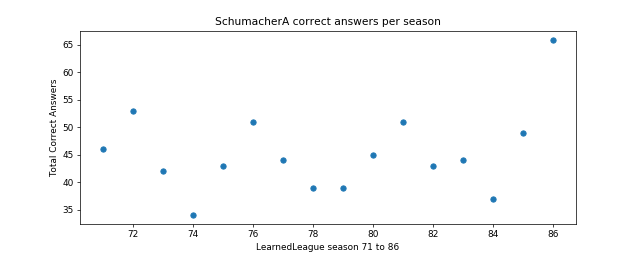 SchumacherA correct answers per season
65
60
55
50
45
40
35
Total Correct Answers
72 74 76 78 80 82 84 86
LearnedLeague season 71 to 86